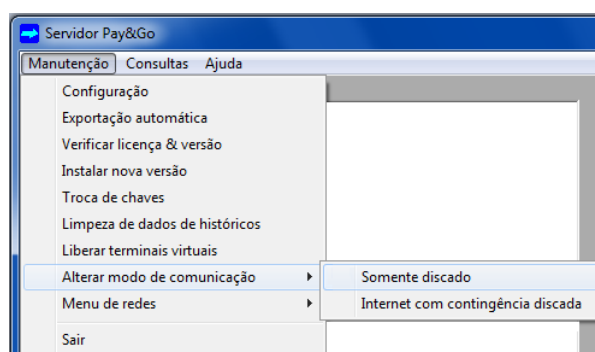 Servidor Pay&Go
Manutenção Consultas Ajuda
Configuração
Exportação automática
Verificar licença & versão
Instalar nova versão
Troca de chaves
Limpeza de dados de históricos
Liberar terminais virtuais
Alterar modo de comunicação Somente discado
Menu de redes Internet com contingência discada
Sair